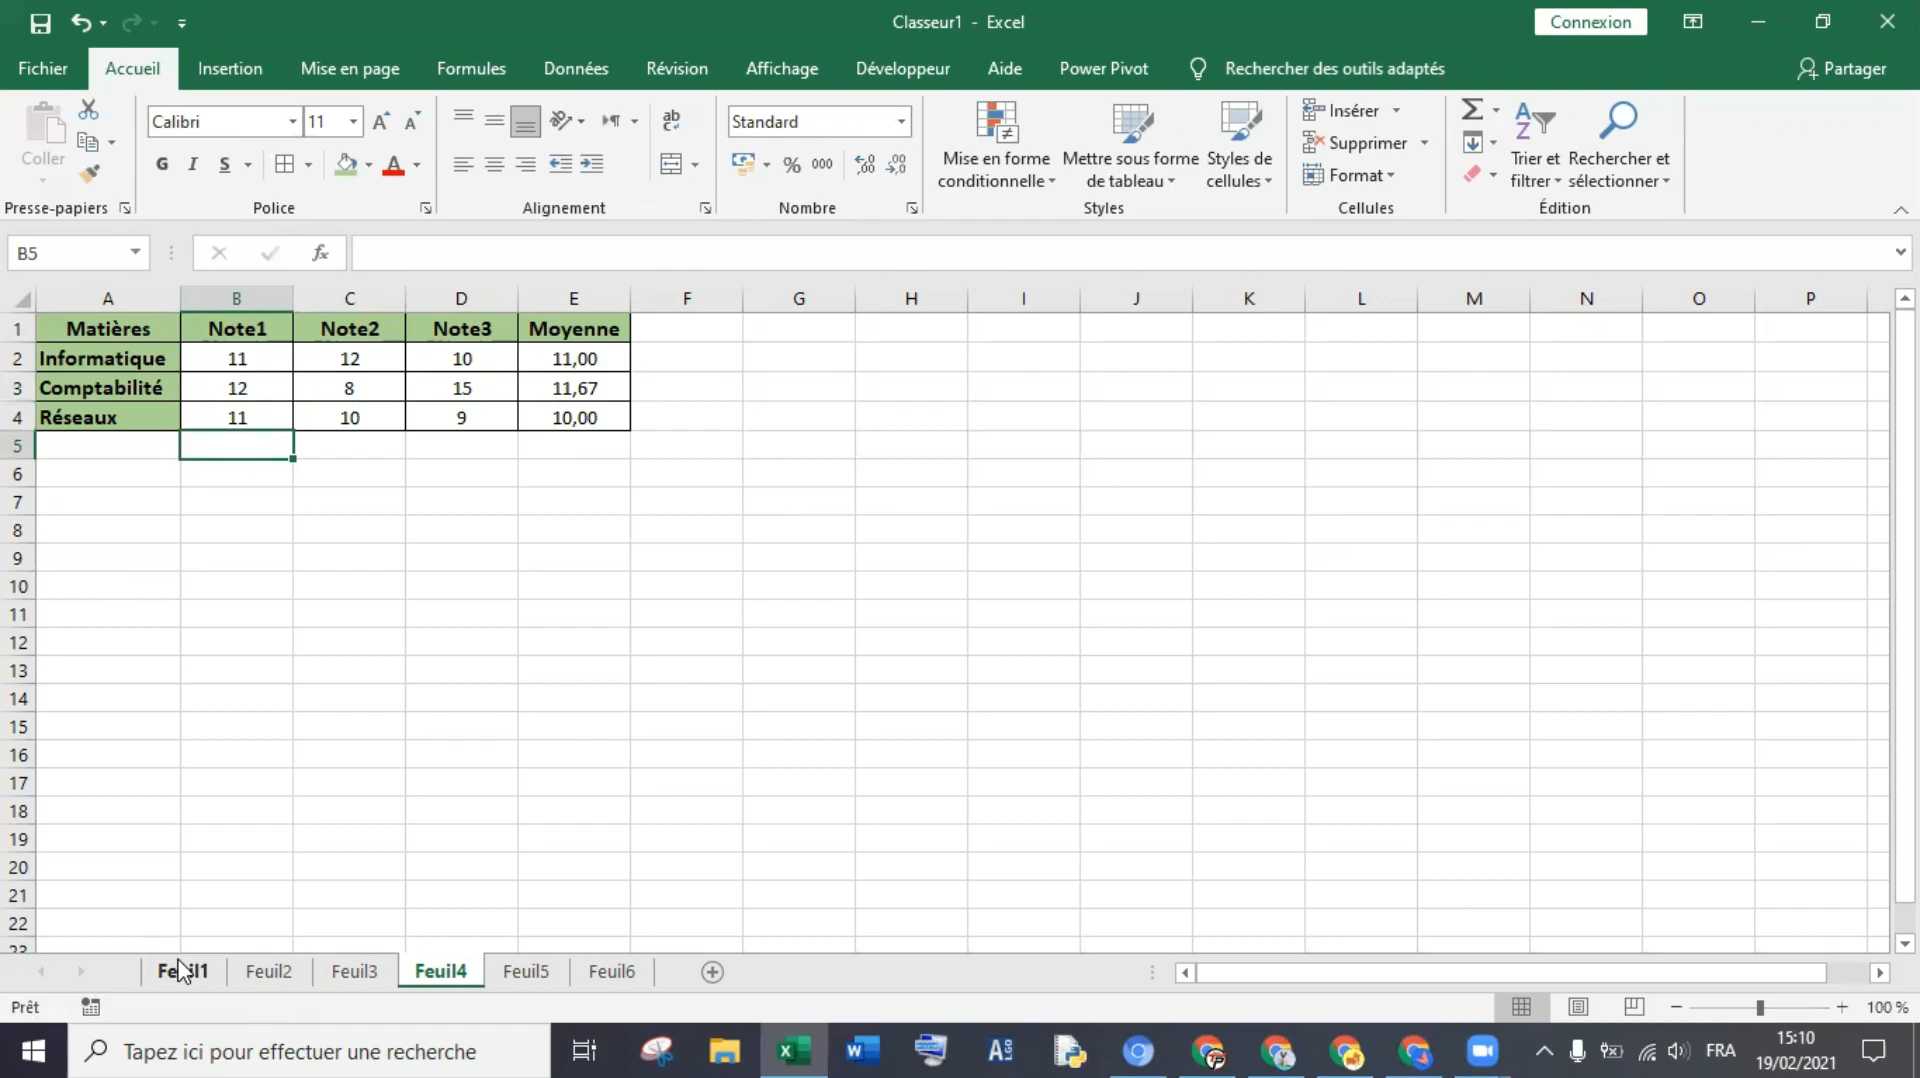 Classeur1 - Excel
Connexion
Fichier Accueil Insertion Mise en page Formules Données Révision Affichage Développeur Aide Power Pivot Rechercher des outils adaptés Partager
Coller
Calibri 11
G I S
A
ab
Standard
% 000
Mise en forme conditionnelle
Mettre sous forme de tableau
Styles de cellules
Insérer
Supprimer
Format
Trier et filtrer
Rechercher et sélectionner
Presse-papiers Police Alignement Nombre Styles Cellules Édition
B5 fx
A B C D E F G H I J K L M N O P
1 Matières Note1 Note2 Note3 Moyenne
2 Informatique 11 12 10 11,00
3 Comptabilité 12 8 15 11,67
4 Réseaux 11 10 9 10,00
5
6
7
8
9
10
11
12
13
14
15
16
17
18
19
20
21
22
23
Feuil1 Feuil2 Feuil3 Feuil4 Feuil5 Feuil6
Prêt 100 %
Tapez ici pour effectuer une recherche
FRA
15:10
19/02/2021